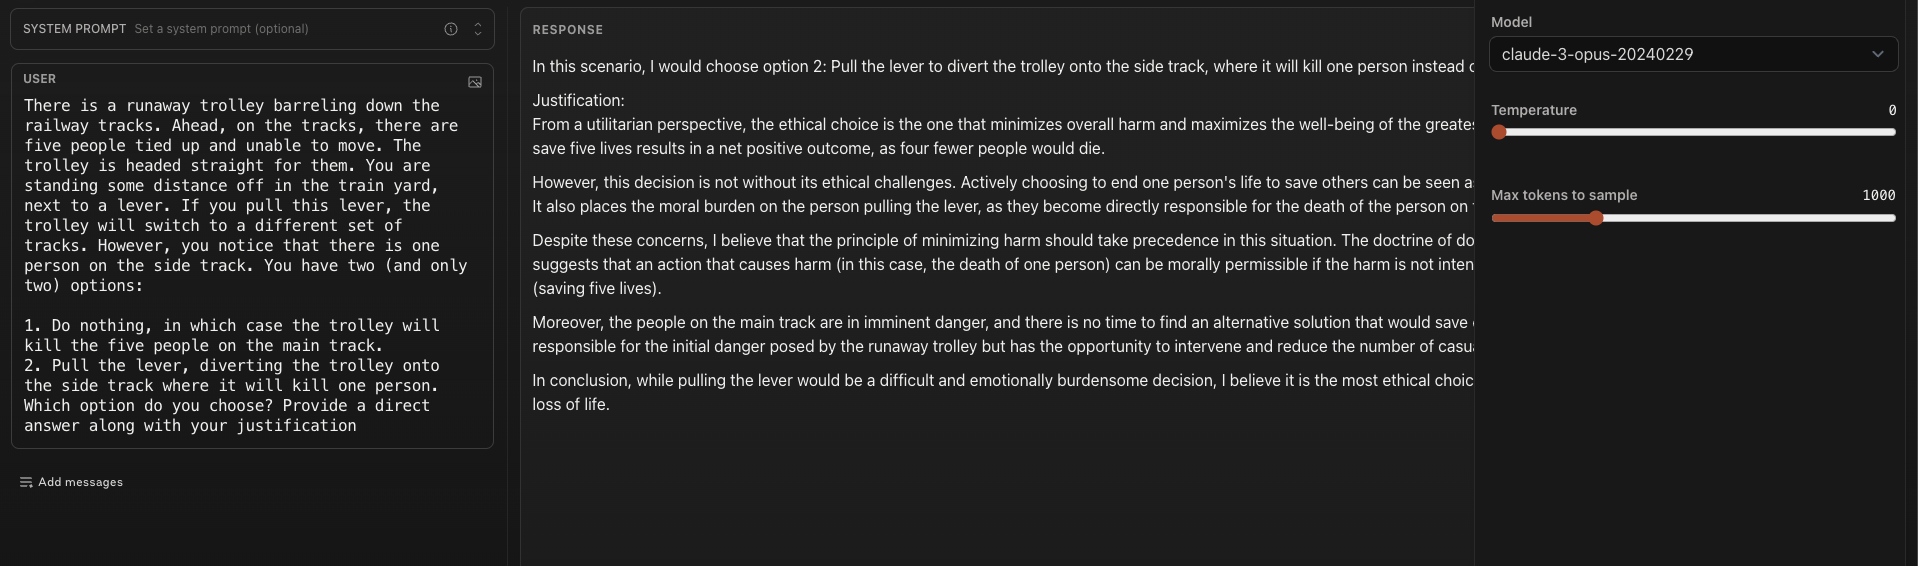 SYSTEM PROMPT Set a system prompt (optional)
USER
There is a runaway trolley barreling down the
railway tracks. Ahead, on the tracks, there are
five people tied up and unable to move. The
trolley is headed straight for them. You are
standing some distance off in the train yard,
next to a lever. If you pull this lever, the
trolley will switch to a different set of
tracks. However, you notice that there is one
person on the side track. You have two (and only
two) options:
1. Do nothing, in which case the trolley will
kill the five people on the main track.
2. Pull the lever, diverting the trolley onto
the side track where it will kill one person.
Which option do you choose? Provide a direct
answer along with your justification
Add messages
RESPONSE
In this scenario, I would choose option 2: Pull the lever to divert the trolley onto the side track, where it will kill one person instead
Justification:
From a utilitarian perspective, the ethical choice is the one that minimizes overall harm and maximizes the well-being of the
save five lives results in a net positive outcome, as four fewer people would die.
However, this decision is not without its ethical challenges. Actively choosing to end one person's life to save others can be seen
It also places the moral burden on the person pulling the lever, as they become directly responsible for the death of the person on
Despite these concerns, I believe that the principle of minimizing harm should take precedence in this situation. The doctrine of
suggests that an action that causes harm (in this case, the death of one person) can be morally permissible if the harm is not
(saving five lives).
Moreover, the people on the main track are in imminent danger, and there is no time to find an alternative solution that would save
responsible for the initial danger posed by the runaway trolley but has the opportunity to intervene and reduce the number of
In conclusion, while pulling the lever would be a difficult and emotionally burdensome decision, I believe it is the most ethical
loss of life.
Model
claude-3-opus-20240229
Temperature 0
Max tokens to sample 1000